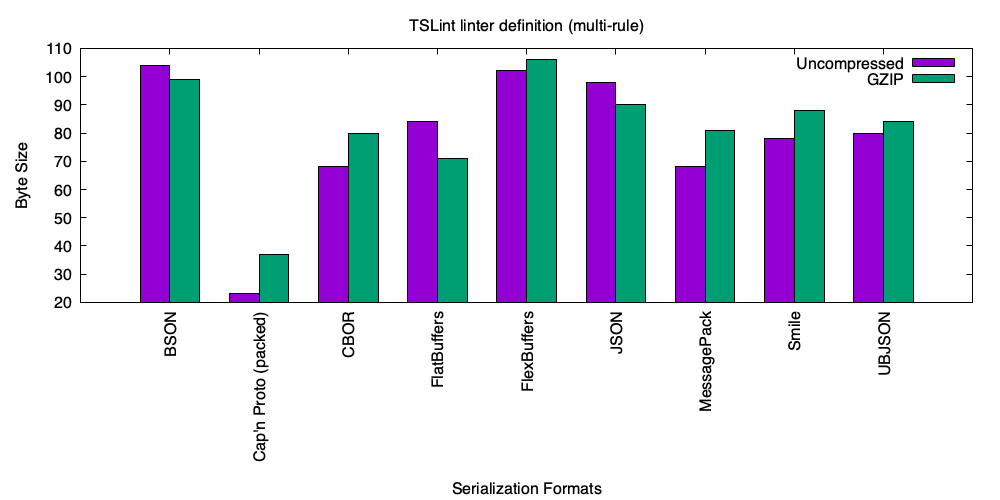 TSLint linter definition (multi-rule)
Uncompressed
GZIP
110
100
90
80
70
60
50
40
30
20
Byte Size
BSON
Cap'n Proto (packed)
CBOR
FlatBuffers
FlexBuffers
JSON
MessagePack
Smile
UBJSON
Serialization Formats